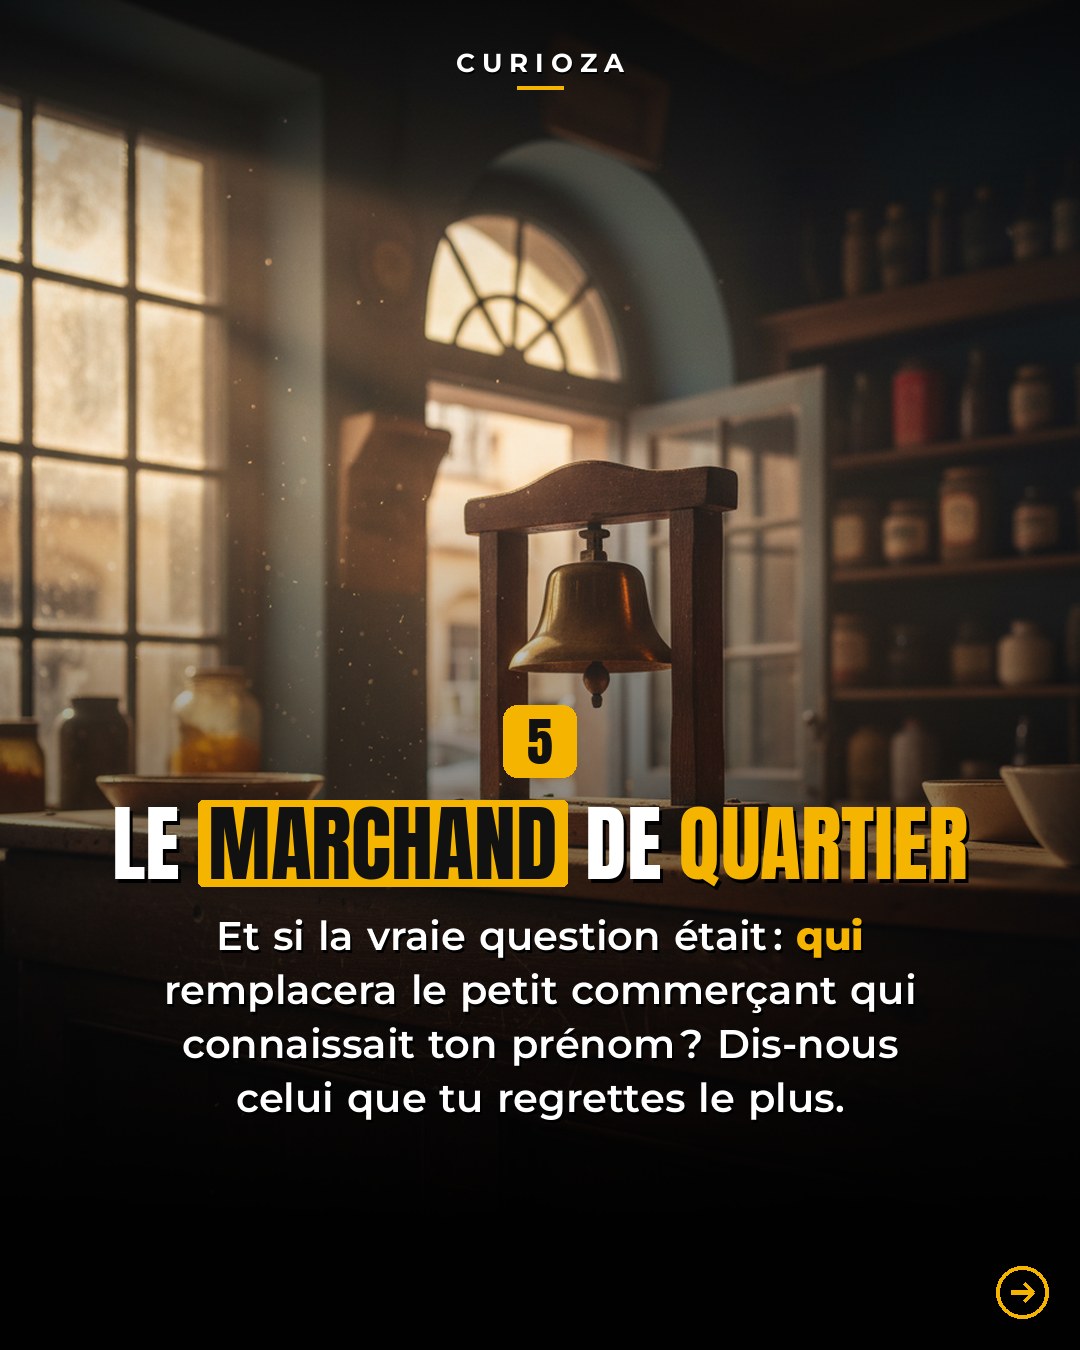 CURIOZA
5
LE MARCHAND DE QUARTIER
Et si la vraie question était : qui
remplacera le petit commerçant qui
connaissait ton prénom ? Dis-nous
celui que tu regrettes le plus.